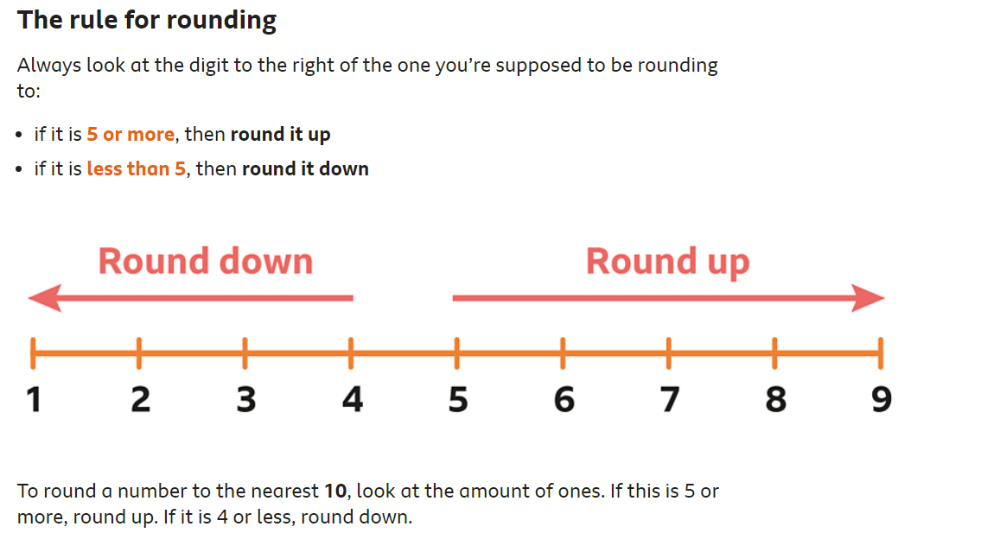 The rule for rounding
Always look at the digit to the right of the one you’re supposed to be rounding
to:
• if it is 5 or more, then round it up
• if it is less than 5, then round it down
Round down Round up
1 2 3 4 5 6 7 8 9
To round a number to the nearest 10, look at the amount of ones. If this is 5 or
more, round up. If it is 4 or less, round down.